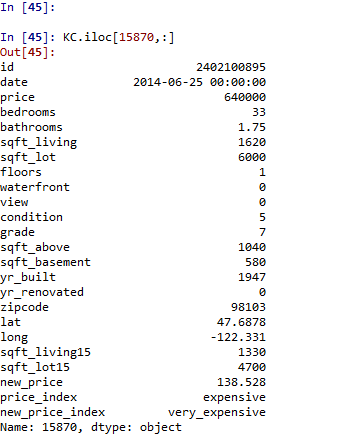 In [45]:
In [45]: KC.iloc[15870,:]
Out[45]:
id 2402100895
date 2014-06-25 00:00:00
price 640000
bedrooms 33
bathrooms 1.75
sqft_living 1620
sqft_lot 6000
floors 1
waterfront 0
view 0
condition 5
grade 7
sqft_above 1040
sqft_basement 580
yr_built 1947
yr_renovated 0
zipcode 98103
lat 47.6878
long -122.331
sqft_living15 1330
sqft_lot15 4700
new_price 138.528
price_index expensive
new_price_index very_expensive
Name: 15870, dtype: object